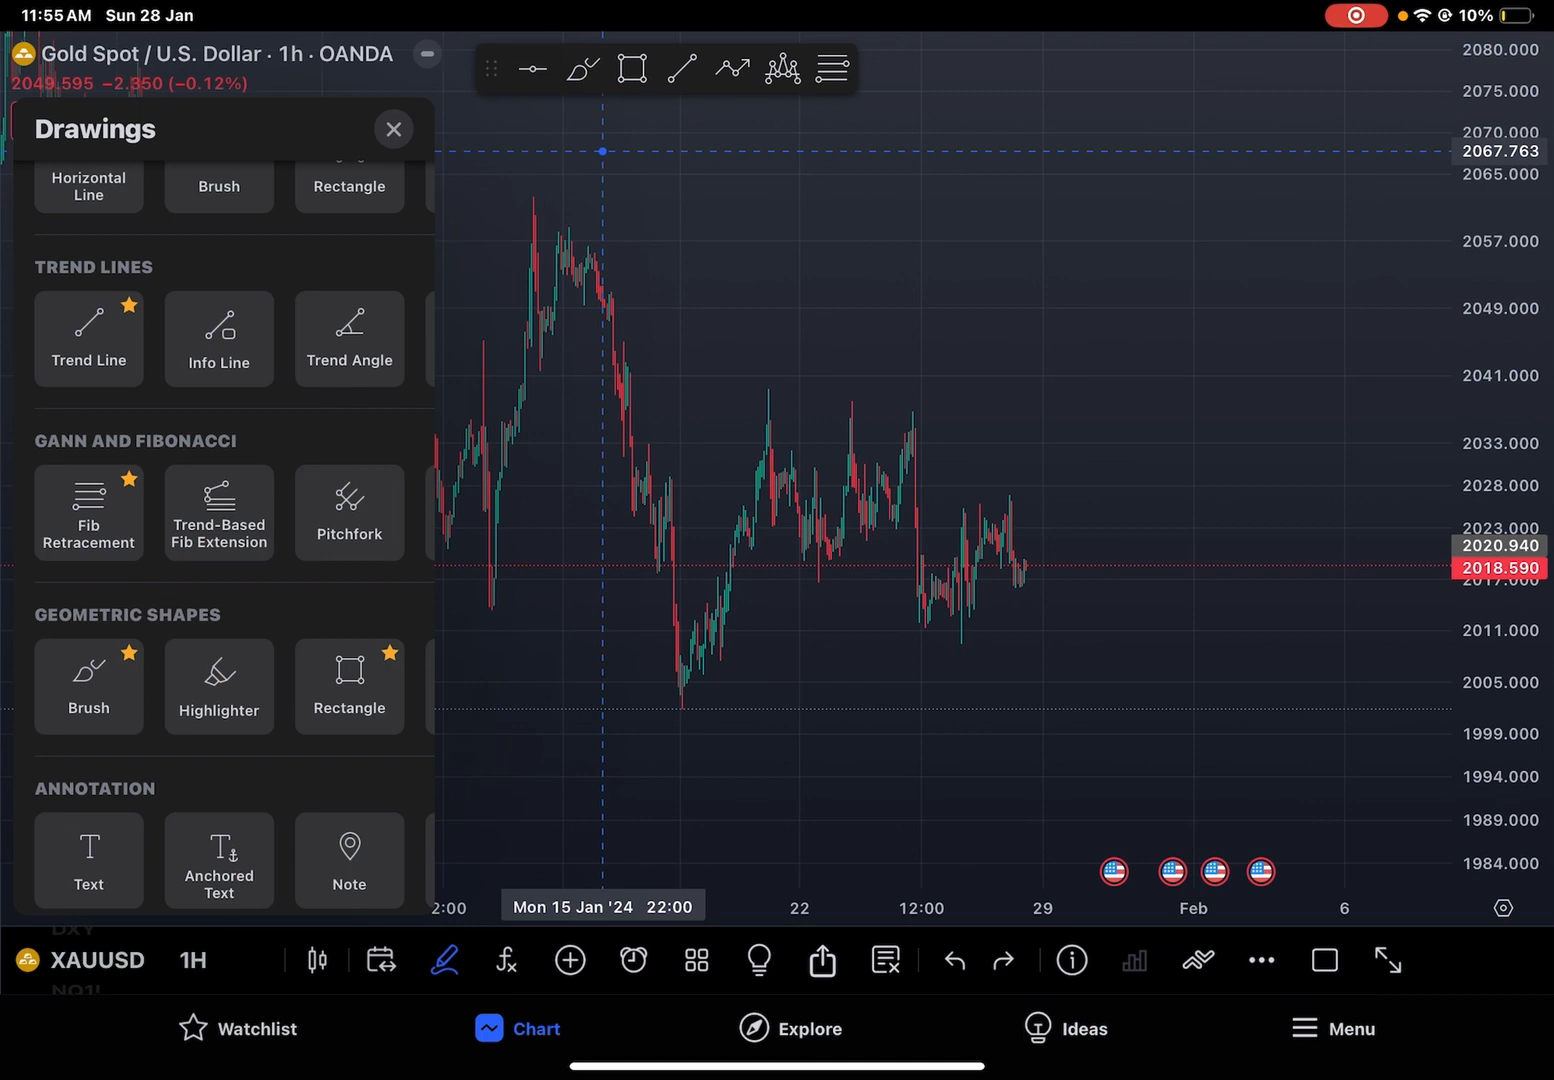 11:55 AM Sun 28 Jan
10%
Gold Spot / U.S. Dollar · 1h · OANDA
2049.595 −2.350 (−0.12%)
Drawings
Horizontal
Line
Brush
Rectangle
TREND LINES
Trend Line
Info Line
Trend Angle
GANN AND FIBONACCI
Fib
Retracement
Trend-Based
Fib Extension
Pitchfork
GEOMETRIC SHAPES
Brush
Highlighter
Rectangle
ANNOTATION
Text
Anchored
Text
Note
2080.000
2075.000
2070.000
2067.763
2065.000
2057.000
2049.000
2041.000
2033.000
2028.000
2023.000
2020.940
2018.590
2017.000
2011.000
2005.000
1999.000
1994.000
1989.000
1984.000
2:00
Mon 15 Jan '24 22:00
22
12:00
29
Feb
6
DXY
XAUUSD
1H
NQ1!
Watchlist
Chart
Explore
Ideas
Menu